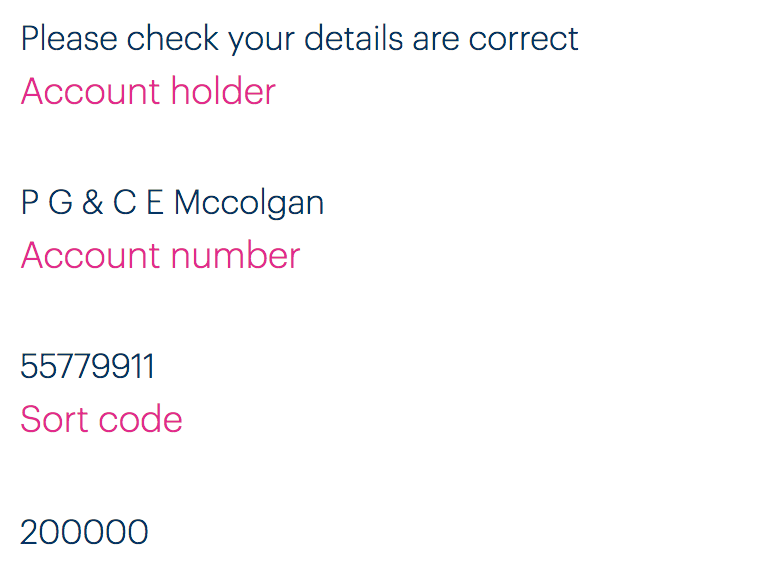 Please check your details are correct
Account holder
P G & C E Mccolgan
Account number
55779911
Sort code
200000